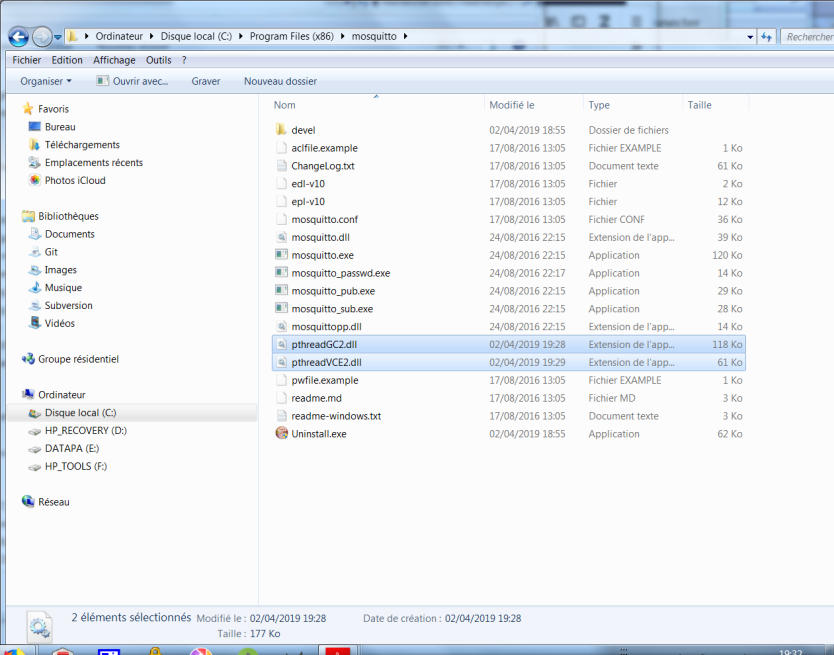 Ordinateur Disque local (C:) Program Files (x86) mosquitto Rechercher
Fichier Edition Affichage Outils ?
Organiser Ouvrir avec... Graver Nouveau dossier
Favoris
Bureau
Téléchargements
Emplacements récents
Photos iCloud
Bibliothèques
Documents
Git
Images
Musique
Subversion
Vidéos
Groupe résidentiel
Ordinateur
Disque local (C:)
HP_RECOVERY (D:)
DATAPA (E:)
HP_TOOLS (F:)
Réseau
Nom Modifié le Type Taille
devel 02/04/2019 18:55 Dossier de fichiers
aclfile.example 17/08/2016 13:05 Fichier EXAMPLE 1 Ko
ChangeLog.txt 17/08/2016 13:05 Document texte 61 Ko
edl-v10 17/08/2016 13:05 Fichier 2 Ko
epl-v10 17/08/2016 13:05 Fichier 12 Ko
mosquitto.conf 17/08/2016 13:05 Fichier CONF 36 Ko
mosquitto.dll 24/08/2016 22:15 Extension de l'app... 39 Ko
mosquitto.exe 24/08/2016 22:15 Application 120 Ko
mosquitto_passwd.exe 24/08/2016 22:17 Application 14 Ko
mosquitto_pub.exe 24/08/2016 22:15 Application 29 Ko
mosquitto_sub.exe 24/08/2016 22:15 Application 28 Ko
mosquittopp.dll 24/08/2016 22:15 Extension de l'app... 14 Ko
pthreadGC2.dll 02/04/2019 19:28 Extension de l'app... 118 Ko
pthreadVCE2.dll 02/04/2019 19:29 Extension de l'app... 61 Ko
pwfile.example 17/08/2016 13:05 Fichier EXAMPLE 1 Ko
readme.md 17/08/2016 13:05 Fichier MD 3 Ko
readme-windows.txt 17/08/2016 13:05 Document texte 3 Ko
Uninstall.exe 02/04/2019 18:55 Application 62 Ko
2 éléments sélectionnés Modifié le : 02/04/2019 19:28 Date de création : 02/04/2019 19:28
Taille : 177 Ko
19:32